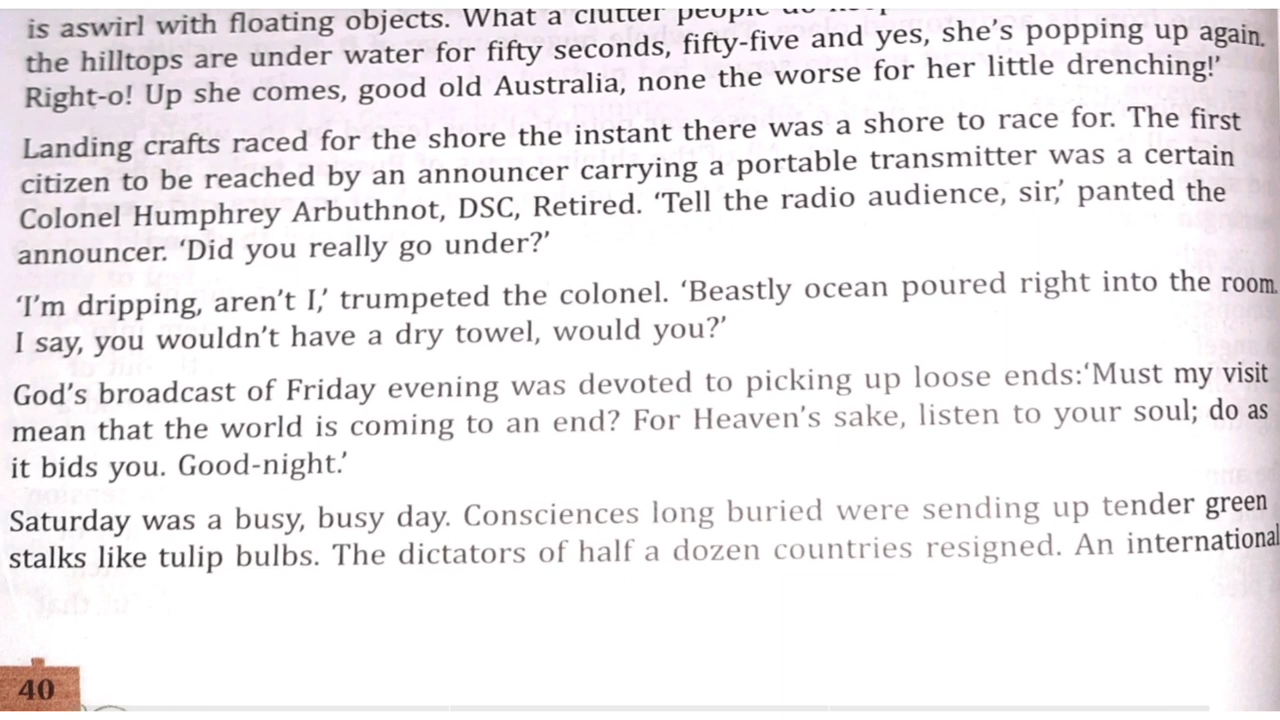 is aswirl with floating objects. What a clutter people do
the hilltops are under water for fifty seconds, fifty-five and yes, she's popping up again.
Right-o! Up she comes, good old Australia, none the worse for her little drenching!'
Landing crafts raced for the shore the instant there was a shore to race for. The first
citizen to be reached by an announcer carrying a portable transmitter was a certain
Colonel Humphrey Arbuthnot, DSC, Retired. 'Tell the radio audience, sir,' panted the
announcer. 'Did you really go under?'
'I'm dripping, aren't I,' trumpeted the colonel. 'Beastly ocean poured right into the room.
I say, you wouldn't have a dry towel, would you?'
God's broadcast of Friday evening was devoted to picking up loose ends:'Must my visit
mean that the world is coming to an end? For Heaven's sake, listen to your soul; do as
it bids you. Good-night.'
Saturday was a busy, busy day. Consciences long buried were sending up tender green
stalks like tulip bulbs. The dictators of half a dozen countries resigned. An international
40